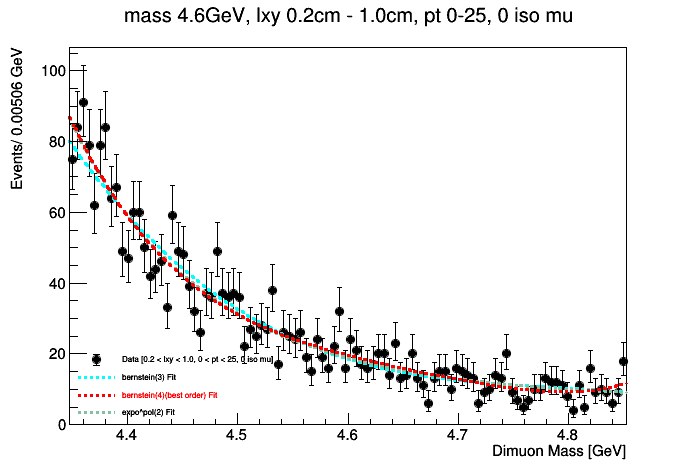 mass 4.6GeV, lxy 0.2cm - 1.0cm, pt 0-25, 0 iso mu
Events/ 0.00506 GeV
100
80
60
40
20
0
Data [0.2 < lxy < 1.0, 0 < pt < 25, 0 iso mu]
bernstein(3) Fit
bernstein(4)(best order) Fit
expo*pol(2) Fit
4.4 4.5 4.6 4.7 4.8
Dimuon Mass [GeV]